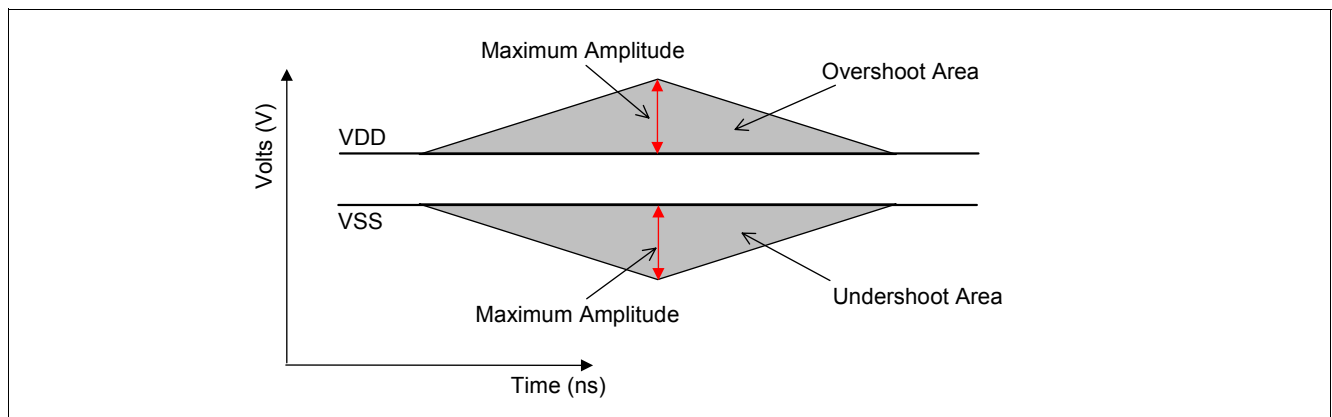 Maximum Amplitude
Overshoot Area
Volts (V)
VDD
VSS
Undershoot Area
Maximum Amplitude
Time (ns)